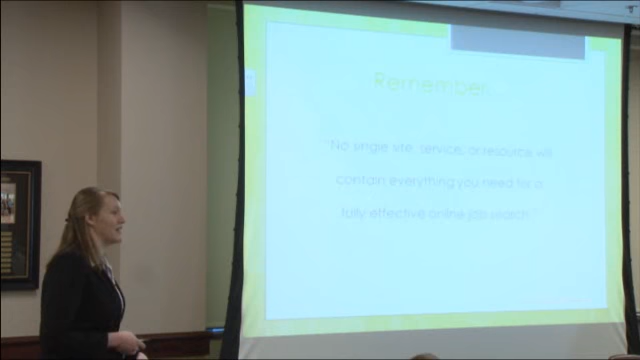 Remember...
"No single site, service, or resource will
contain everything you need for a
fully effective online job search."